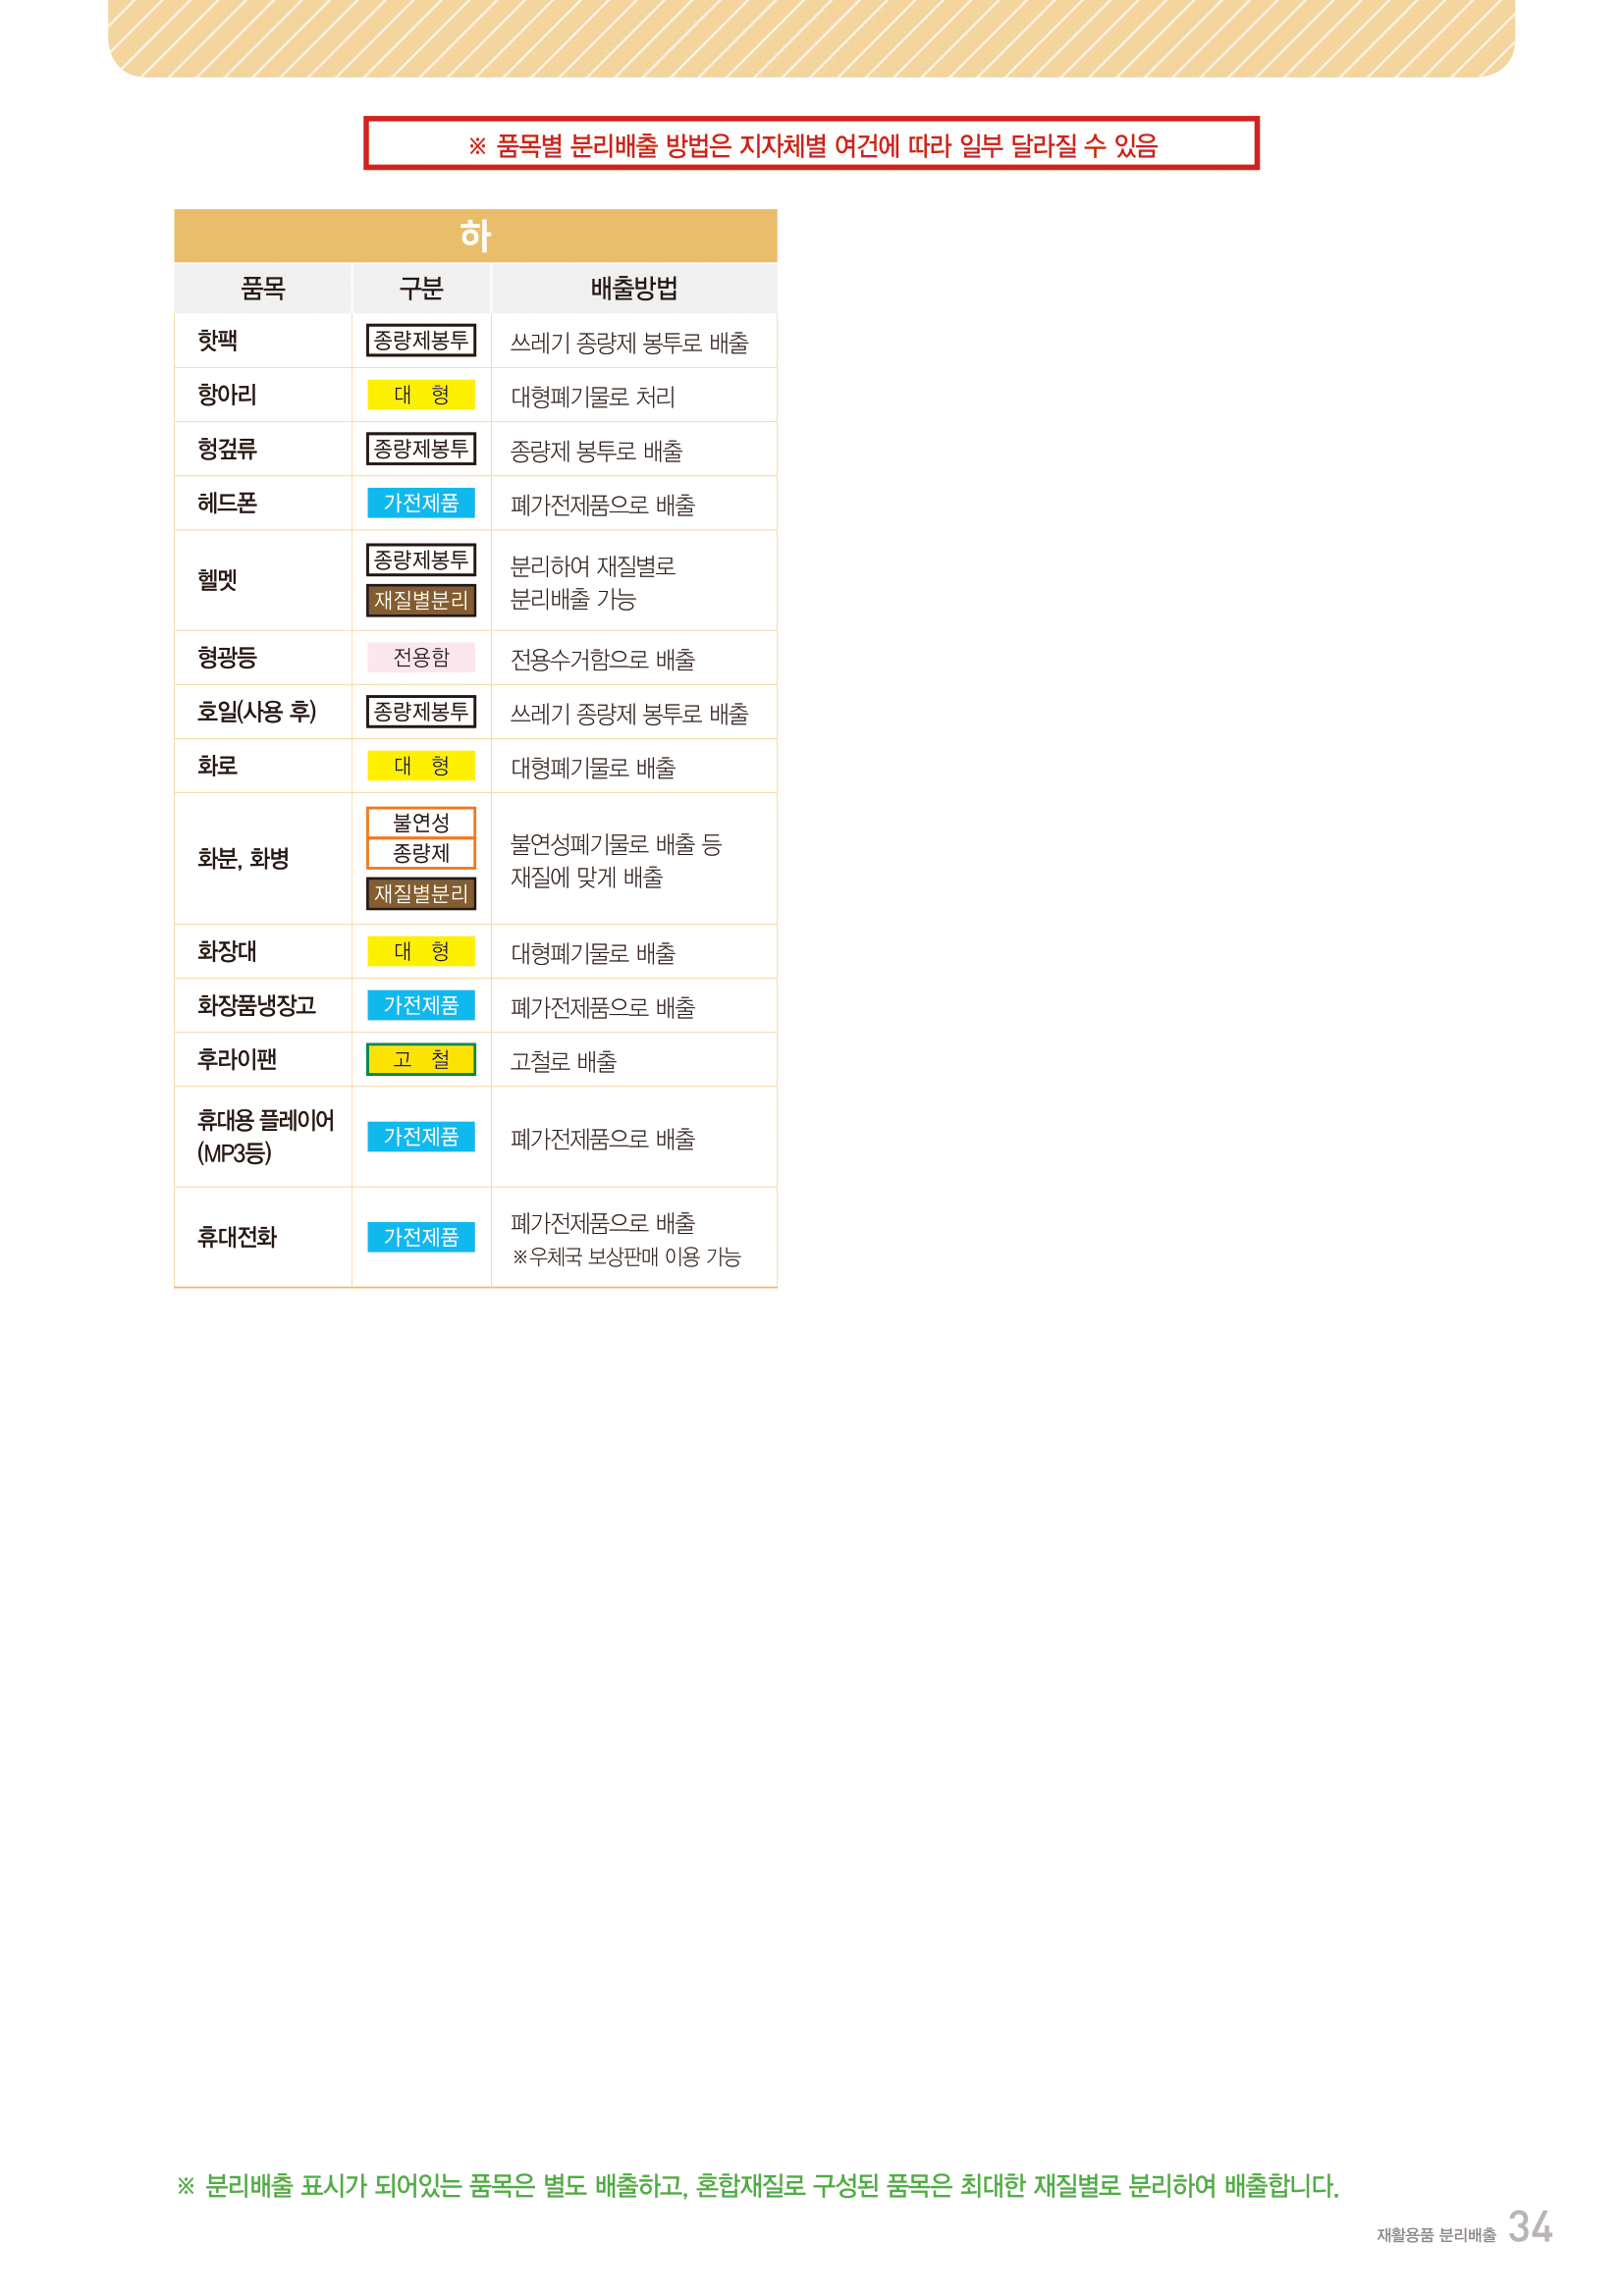 ※ 품목별 분리배출 방법은 지자체별 여건에 따라 일부 달라질 수 있음
하
품목 구분 배출방법
핫팩 종량제봉투 쓰레기 종량제 봉투로 배출
항아리 대 형 대형폐기물로 처리
헝겊류 종량제봉투 종량제 봉투로 배출
헤드폰 가전제품 폐가전제품으로 배출
헬멧
종량제봉투
재질별분리
분리하여 재질별로
분리배출 가능
형광등 전용함 전용수거함으로 배출
호일(사용 후) 종량제봉투 쓰레기 종량제 봉투로 배출
화로 대 형 대형폐기물로 배출
화분, 화병
불연성
종량제
재질별분리
불연성폐기물로 배출 등
재질에 맞게 배출
화장대 대 형 대형폐기물로 배출
화장품냉장고 가전제품 폐가전제품으로 배출
후라이팬 고 철 고철로 배출
휴대용 플레이어
(MP3등)
가전제품 폐가전제품으로 배출
휴대전화 가전제품
폐가전제품으로 배출
※우체국 보상판매 이용 가능
※ 분리배출 표시가 되어있는 품목은 별도 배출하고, 혼합재질로 구성된 품목은 최대한 재질별로 분리하여 배출합니다.
재활용품 분리배출 34